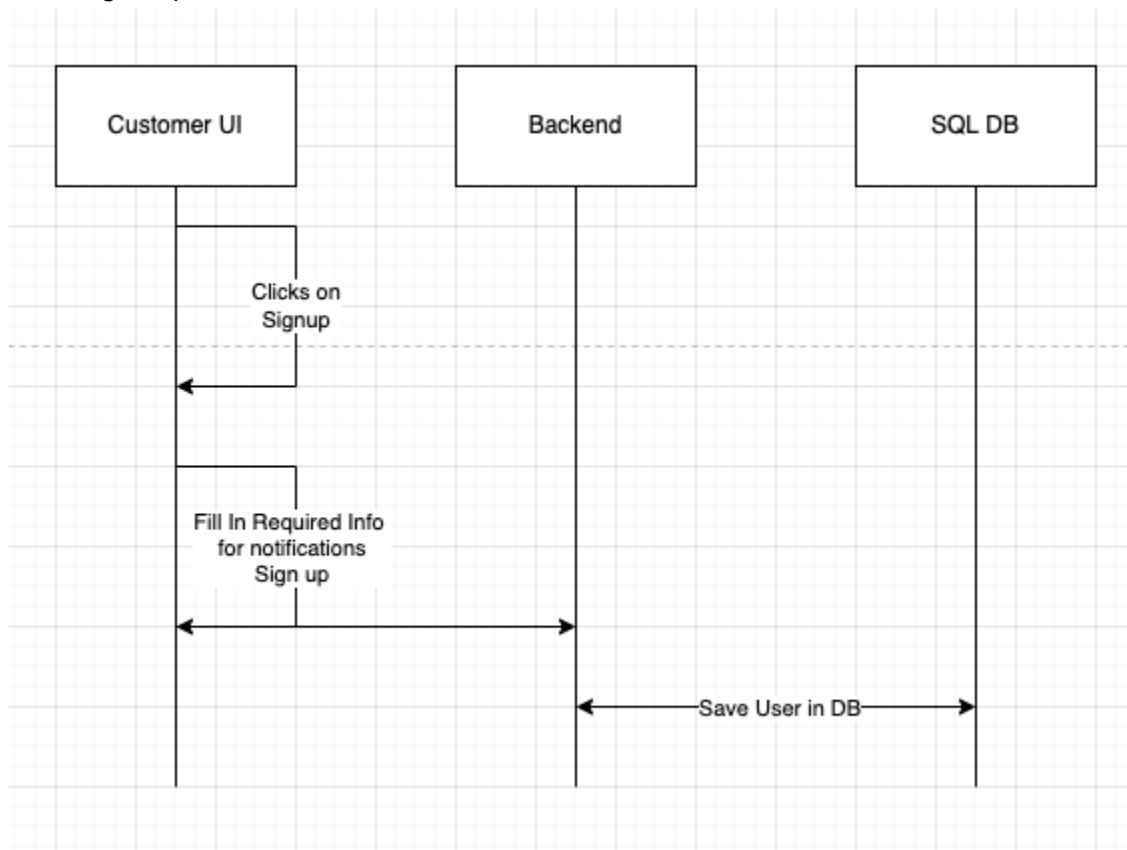 Customer UI
Backend
SQL DB
Clicks on
Signup
Fill In Required Info
for notifications
Sign up
Save User in DB